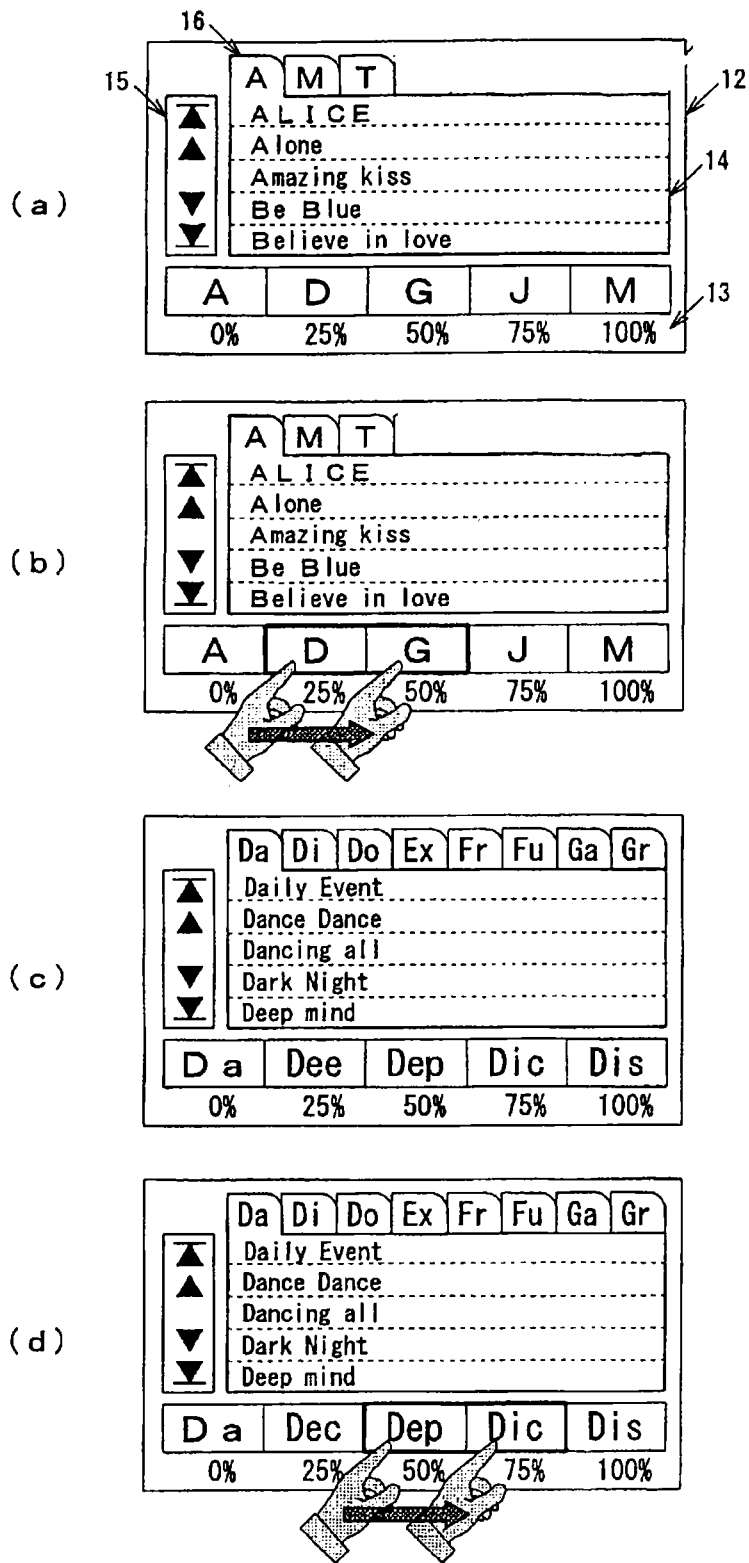 16
A M T
15
12
ALICE
Alone
14
Amazing kiss
(a)
Be Blue
Believe in love
A D G J M
13
0% 25% 50% 75% 100%
A M T
ALICE
Alone
Amazing kiss
(b)
Be Blue
Believe in love
A D G J M
0% 25% 50% 75% 100%
Da Di Do Ex Fr Fu Ga Gr
Daily Event
Dance Dance
Dancing all
(c)
Dark Night
Deep mind
Da Dee Dep Dic Dis
0% 25% 50% 75% 100%
Da Di Do Ex Fr Fu Ga Gr
Daily Event
Dance Dance
Dancing all
(d)
Dark Night
Deep mind
Da Dec Dep Dic Dis
0% 25% 50% 75% 100%